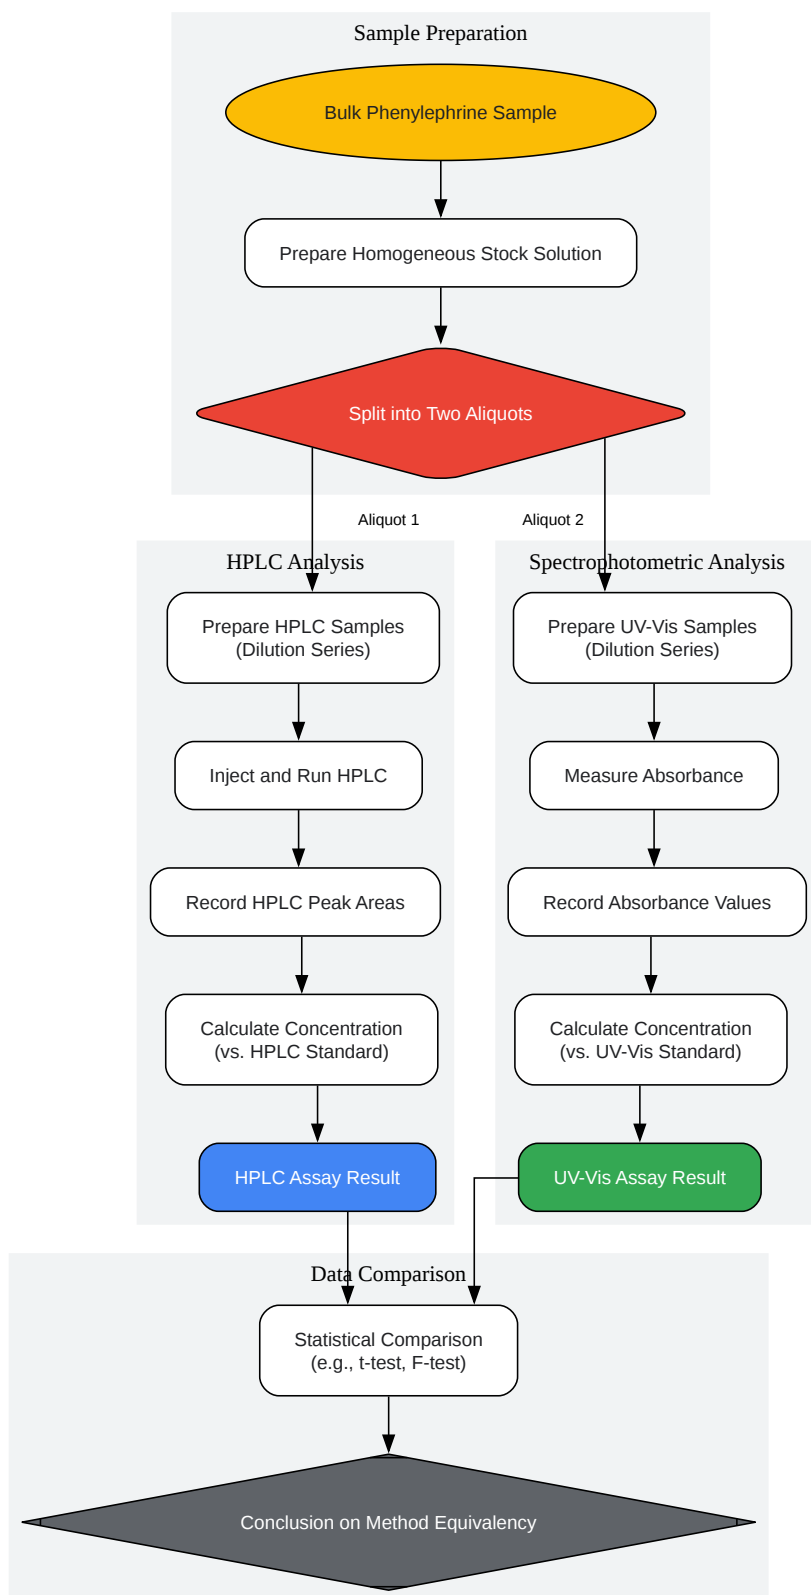 Sample Preparation
Bulk Phenylephrine Sample
Prepare Homogeneous Stock Solution
Split into Two Aliquots
Aliquot 1
Aliquot 2
HPLC Analysis
Prepare HPLC Samples
(Dilution Series)
Inject and Run HPLC
Record HPLC Peak Areas
Calculate Concentration
(vs. HPLC Standard)
HPLC Assay Result
Spectrophotometric Analysis
Prepare UV-Vis Samples
(Dilution Series)
Measure Absorbance
Record Absorbance Values
Calculate Concentration
(vs. UV-Vis Standard)
UV-Vis Assay Result
Data Comparison
Statistical Comparison
(e.g., t-test, F-test)
Conclusion on Method Equivalency